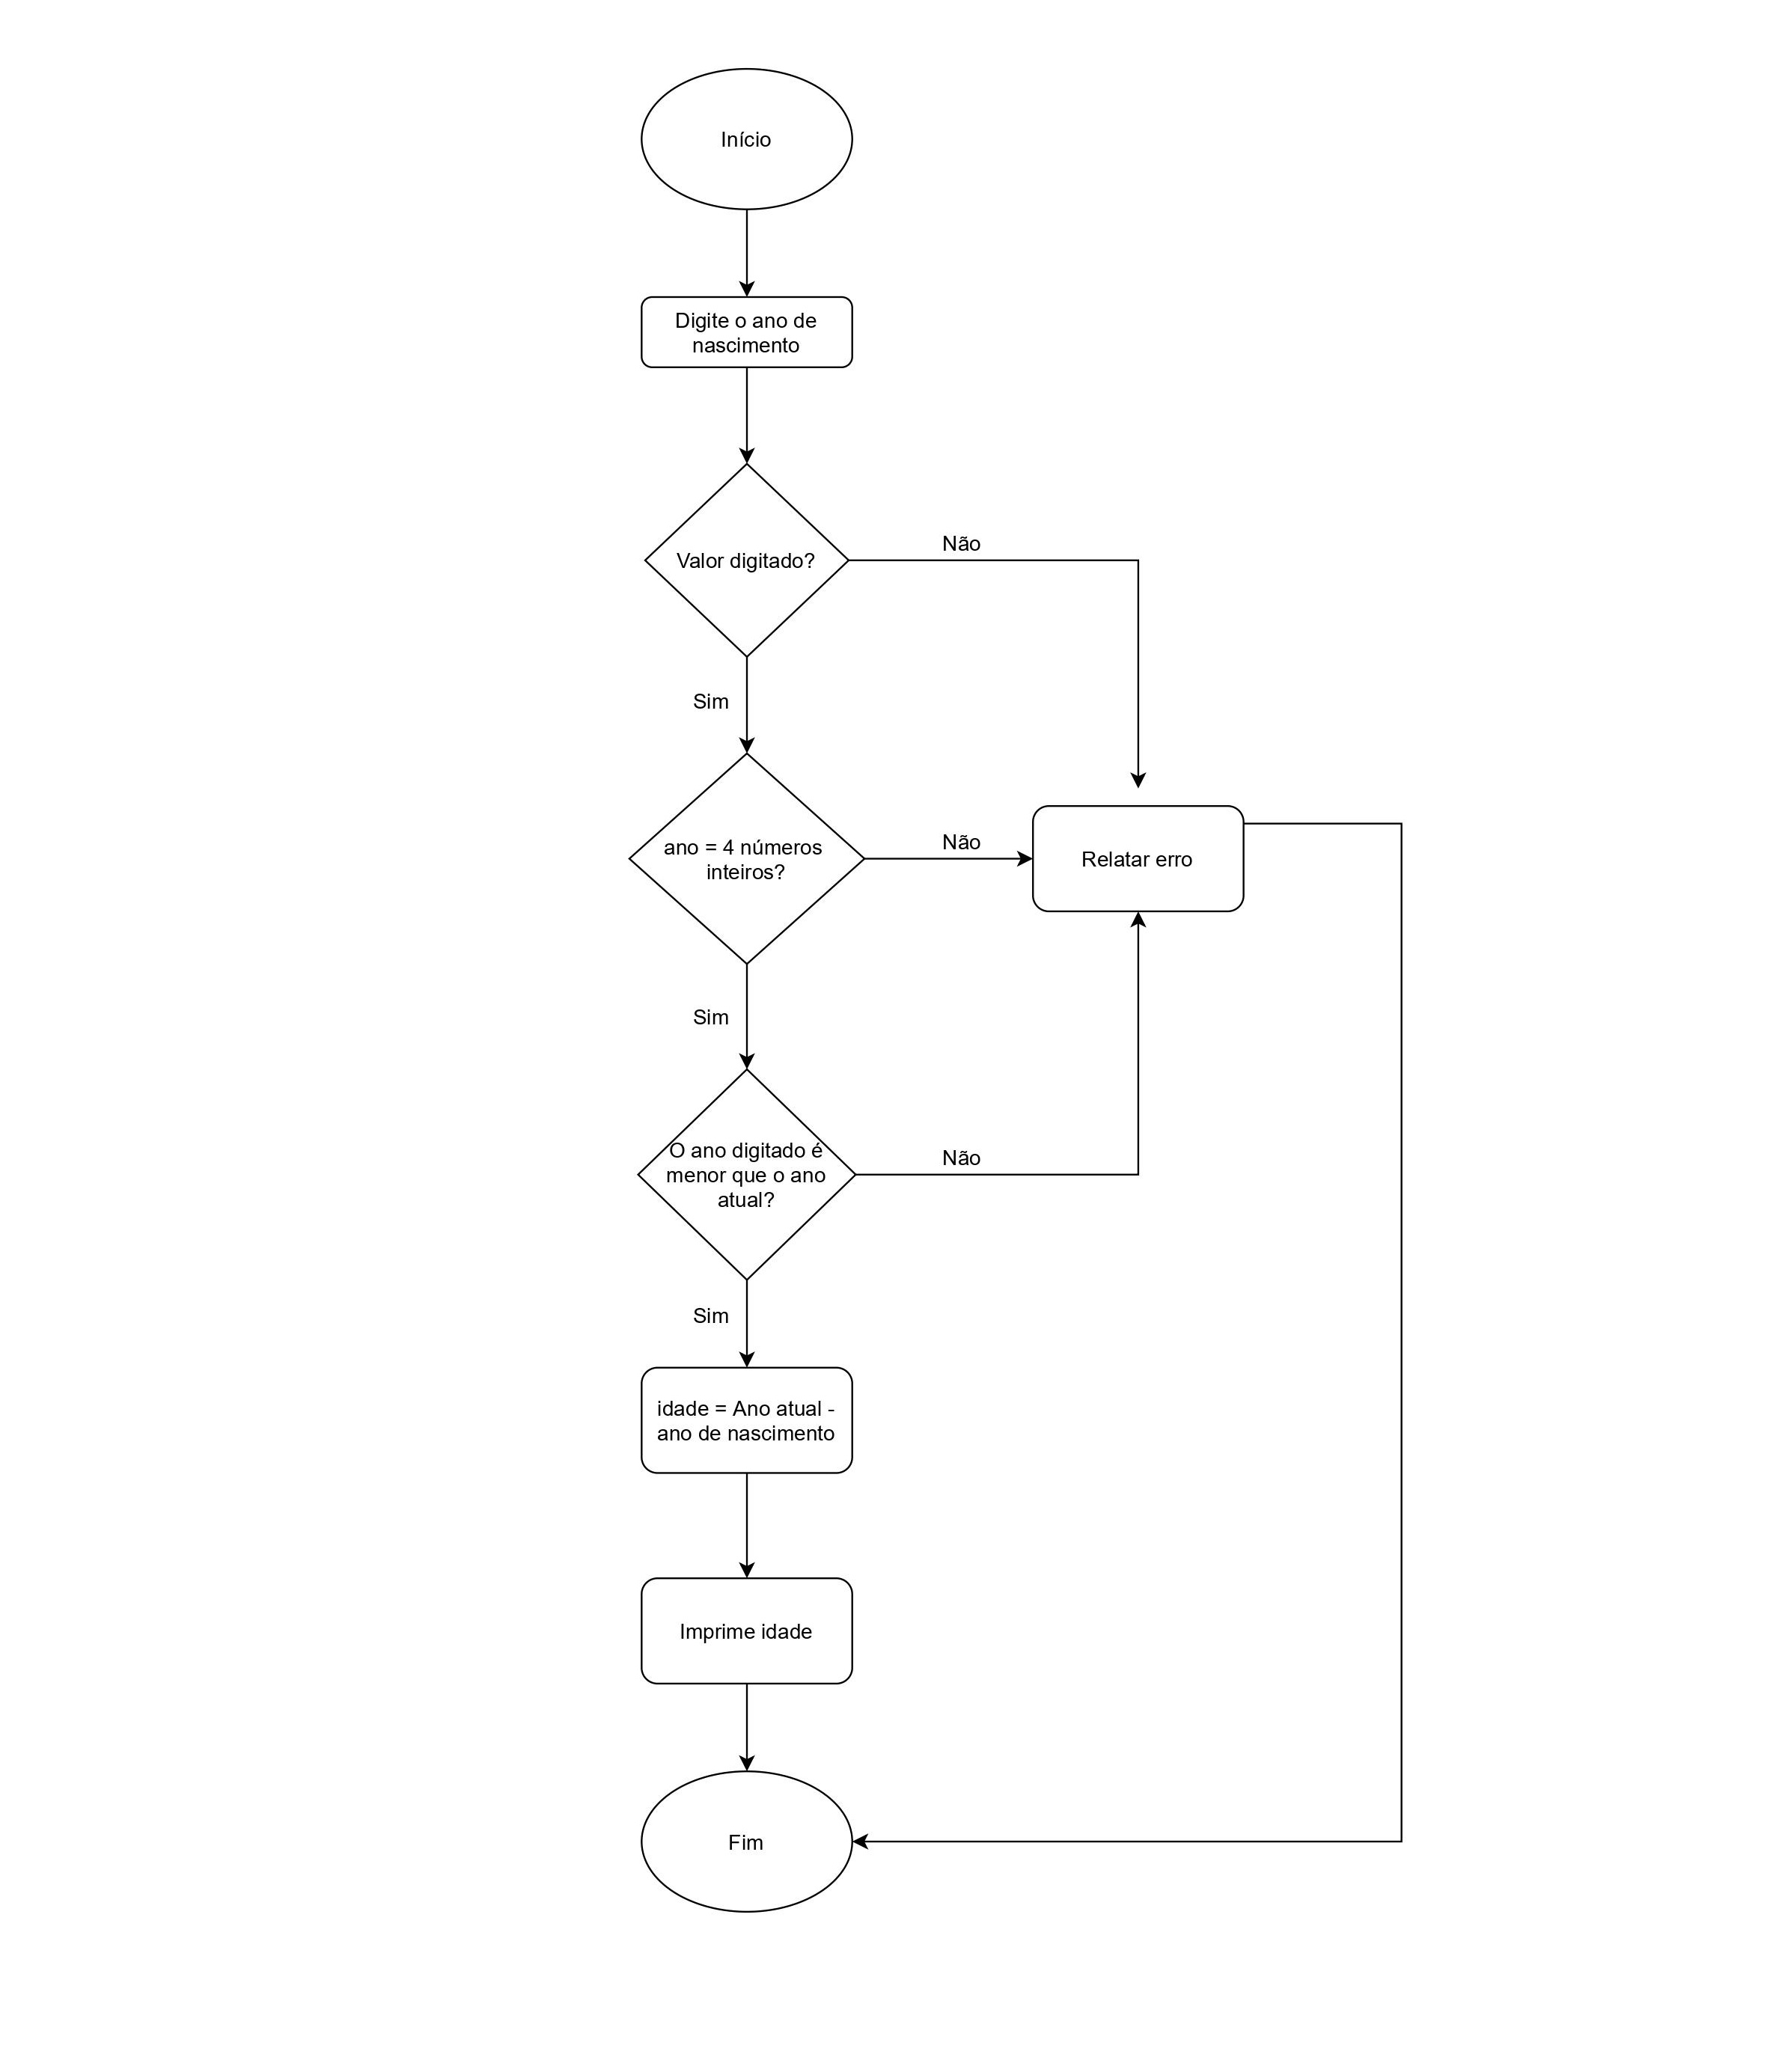 Início
Digite o ano de
nascimento
Valor digitado?
Não
Sim
ano = 4 números
inteiros?
Não
Relatar erro
Sim
O ano digitado é
menor que o ano
atual?
Não
Sim
idade = Ano atual -
ano de nascimento
Imprime idade
Fim